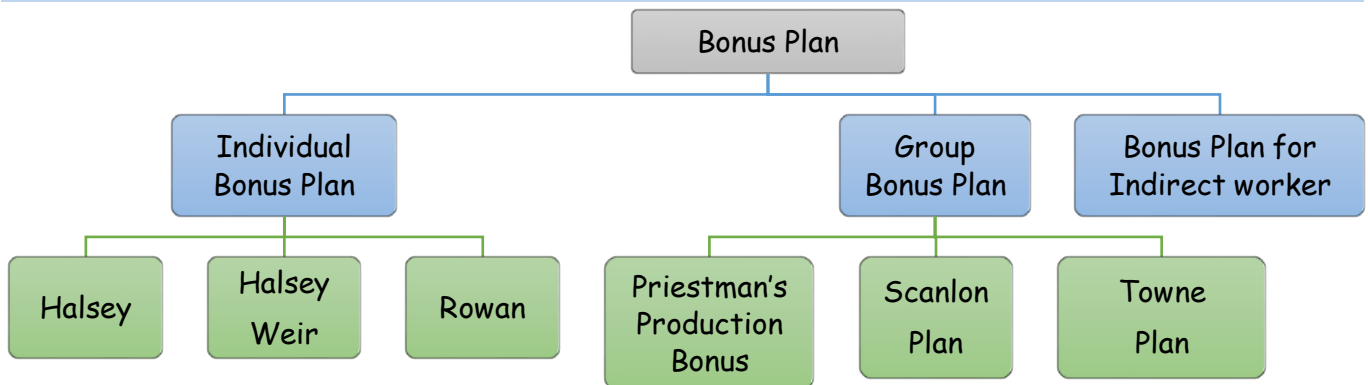 Bonus Plan
Individual
Bonus Plan
Group
Bonus Plan
Bonus Plan for
Indirect worker
Halsey
Halsey
Weir
Rowan
Priestman’s
Production
Bonus
Scanlon
Plan
Towne
Plan